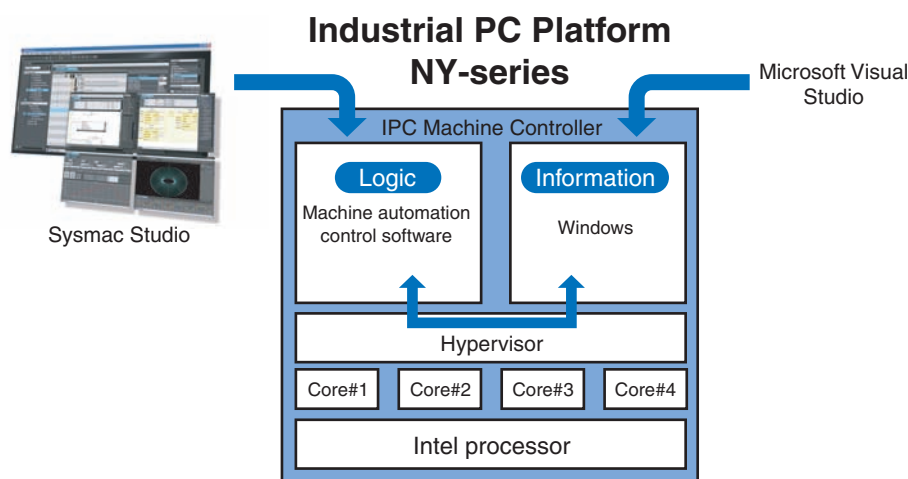 Industrial PC Platform
NY-series
Microsoft Visual
Studio
IPC Machine Controller
Logic
Information
Machine automation
control software
Windows
Sysmac Studio
Hypervisor
Core#1
Core#2
Core#3
Core#4
Intel processor